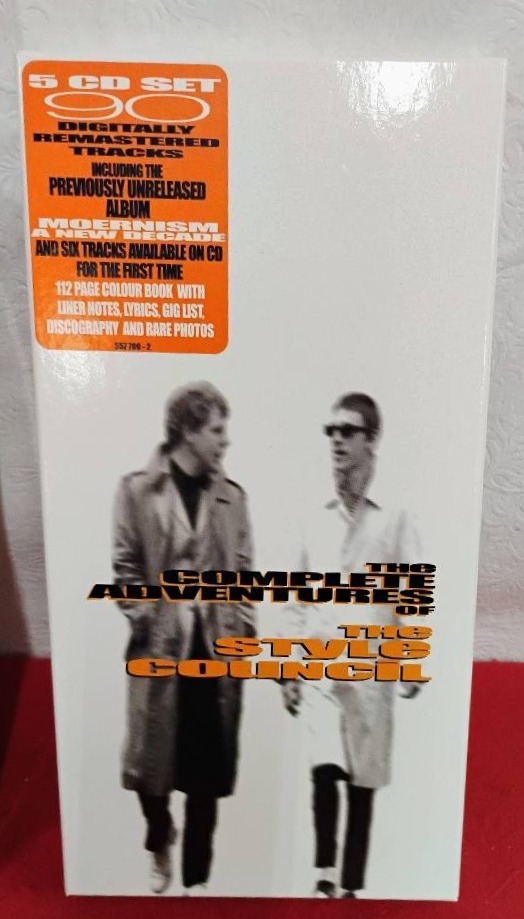 5 CD SET
90
DIGITALLY
REMASTERED
TRACKS
INCLUDING THE
PREVIOUSLY UNRELEASED
ALBUM
MOERNISM
A NEW DECADE
AND SIX TRACKS AVAILABLE ON CD
FOR THE FIRST TIME
112 PAGE COLOUR BOOK WITH
LINER NOTES, LYRICS, GIG LIST,
DISCOGRAPHY AND RARE PHOTOS
557 786-2
THe
COMPLETE
ADVENTURES
OF
THe
STYLe
COUNCIL